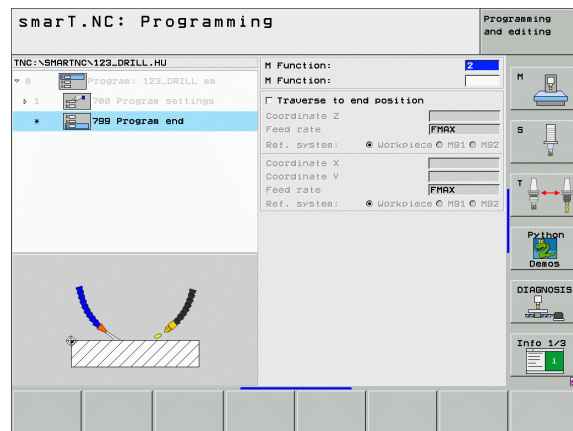 smarT.NC: Programming
Programming and editing
TNC:\SMARTNC\123_DRILL.HU
0 Program: 123_DRILL mm
1 700 Program settings
* 799 Program end
M Function: 2
M Function:
Traverse to end position
Coordinate Z
Feed rate FMAX
Ref. system: Workpiece M91 M92
Coordinate X
Coordinate Y
Feed rate FMAX
Ref. system: Workpiece M91 M92
M
S
T
Python
Demos
DIAGNOSIS
Info 1/3